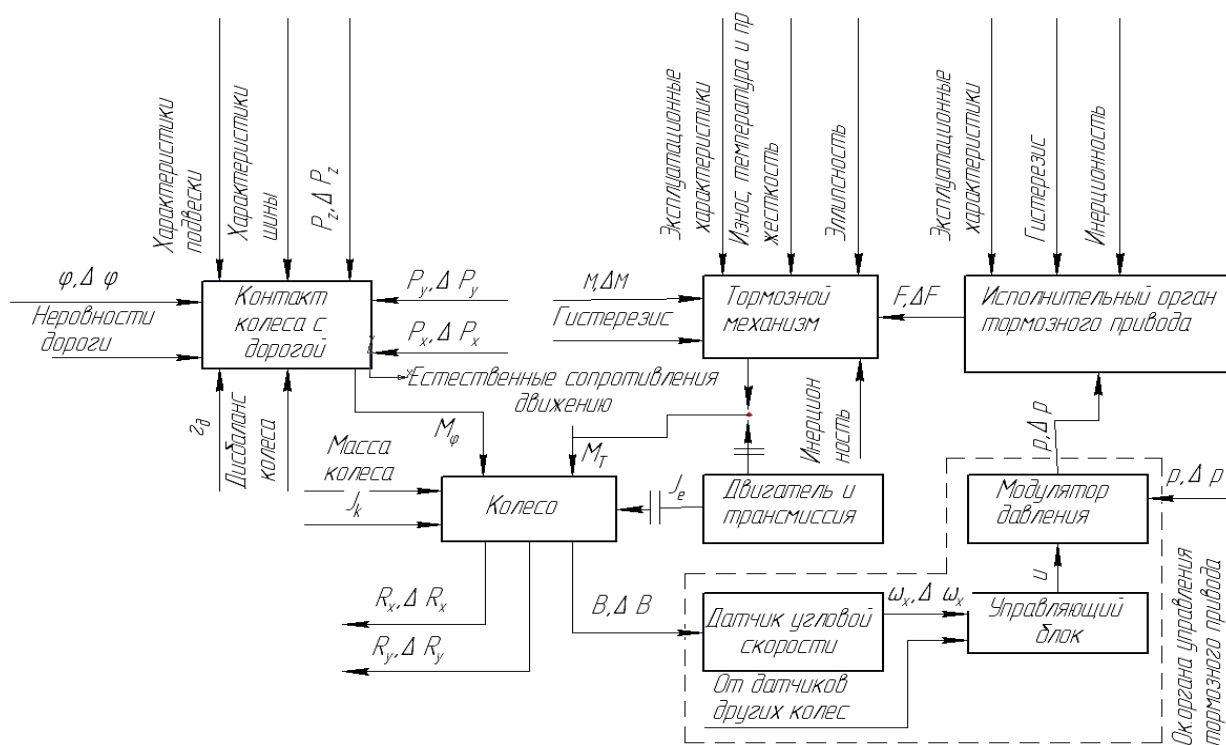 Характеристики
подвески
Характеристики
шины
P_z, Δ P_z
Эксплуатационные
характеристики
Износ, температура и пр
жесткость
Эллипсность
Эксплуатационные
характеристики
Гистерезис
Инерционность
φ, Δ φ
Неровности
дороги
Контакт
колеса с
дорогой
P_y, Δ P_y
P_x, Δ P_x
м, Δм
Гистерезис
Тормозной
механизм
F, ΔF
Исполнительный орган
тормозного привода
Естественные сопротивления
движению
r_д
Дисбаланс
колеса
M_φ
M_T
Инерцион
ность
p, Δ p
Масса
колеса
J_k
Колесо
J_e
Двигатель и
трансмиссия
Модулятор
давления
p, Δ p
R_x, Δ R_x
R_y, Δ R_y
B, Δ B
Датчик угловой
скорости
ω_x, Δ ω_x
и
Управляющий
блок
От датчиков
других колес
Ок.органа управления
тормозного привода